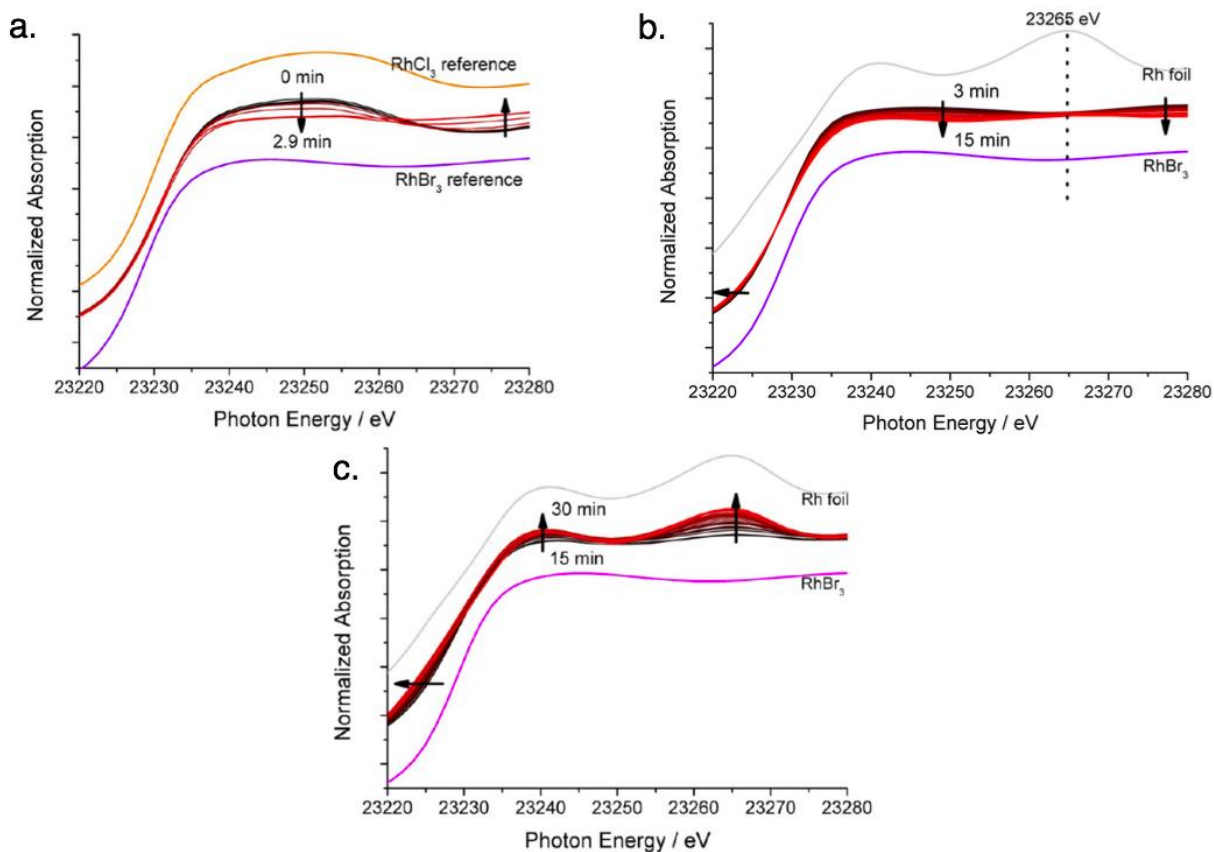 a.
Normalized Absorption
RhCl3 reference
0 min
2.9 min
RhBr3 reference
23220 23230 23240 23250 23260 23270 23280
Photon Energy / eV
b.
Normalized Absorption
23265 eV
Rh foil
3 min
15 min
RhBr3
23220 23230 23240 23250 23260 23270 23280
Photon Energy / eV
c.
Normalized Absorption
Rh foil
30 min
15 min
RhBr3
23220 23230 23240 23250 23260 23270 23280
Photon Energy / eV